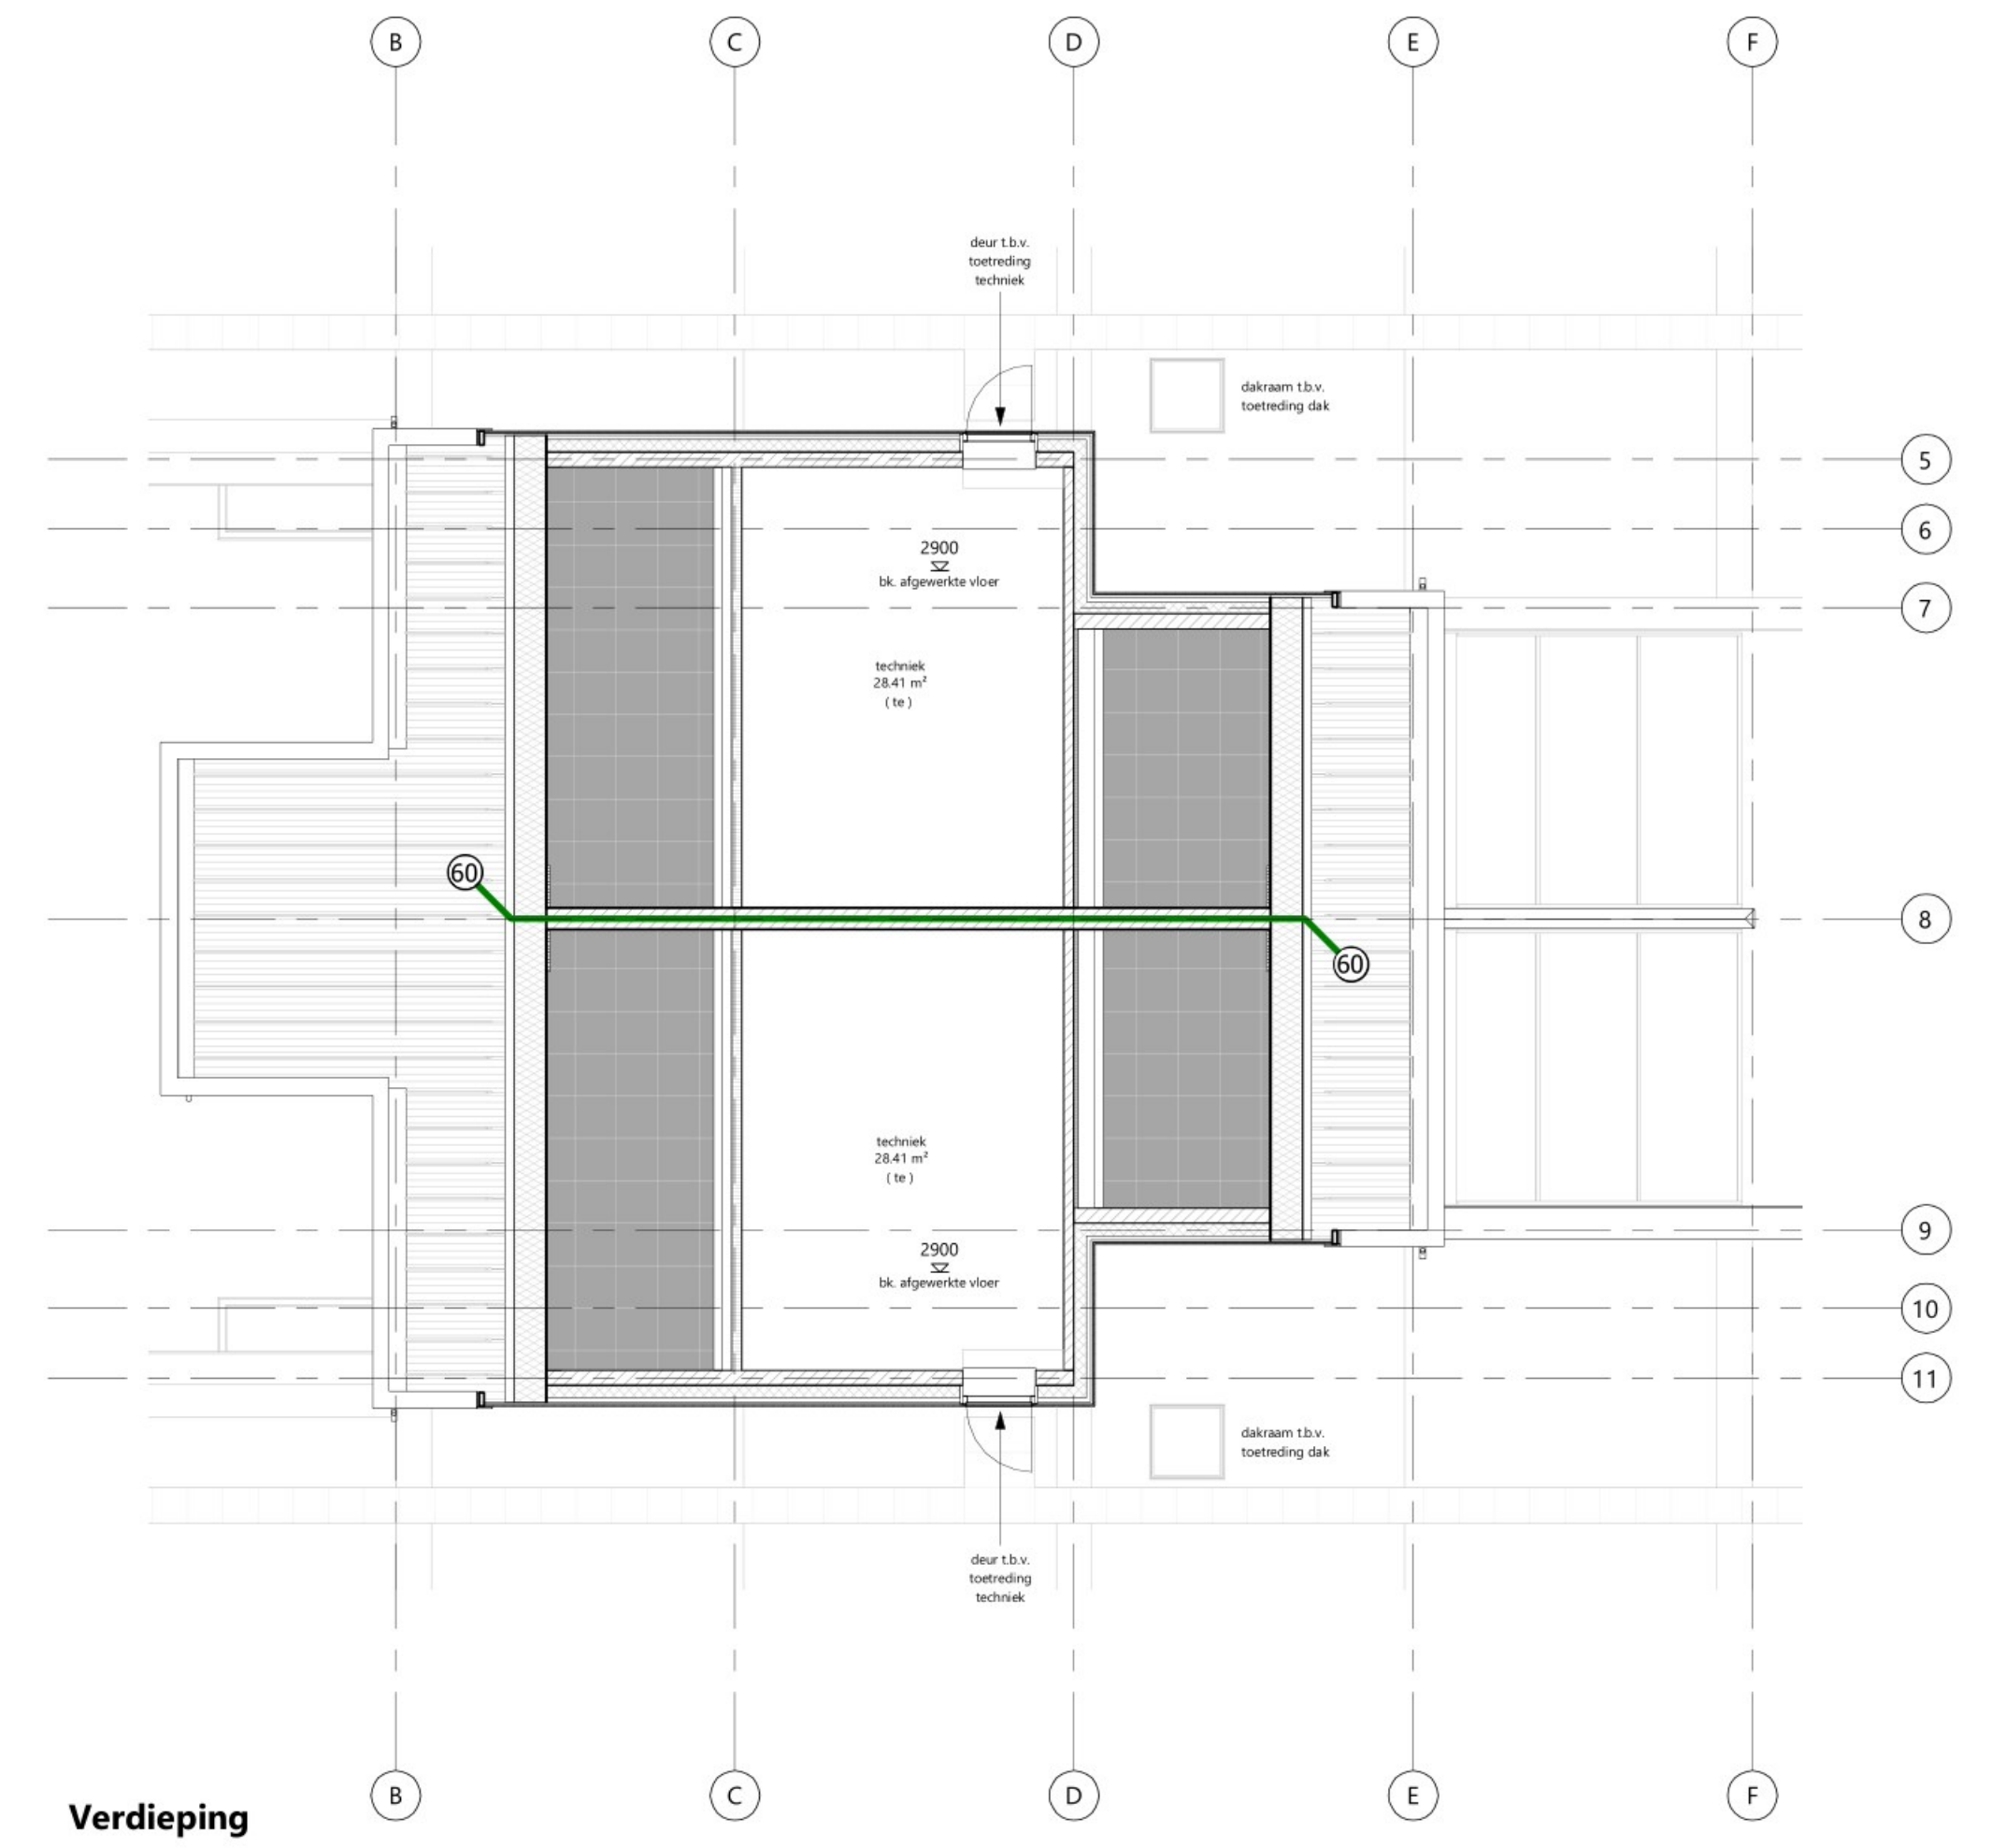 B C D E F
deur t.b.v.
toetreding
techniek
dakraam t.b.v.
toetreding dak
5
6
2900
bk. afgewerkte vloer
7
techniek
28.41 m²
( te )
60
8
60
techniek
28.41 m²
( te )
9
2900
bk. afgewerkte vloer
10
11
dakraam t.b.v.
toetreding dak
deur t.b.v.
toetreding
techniek
B C D E F
Verdieping